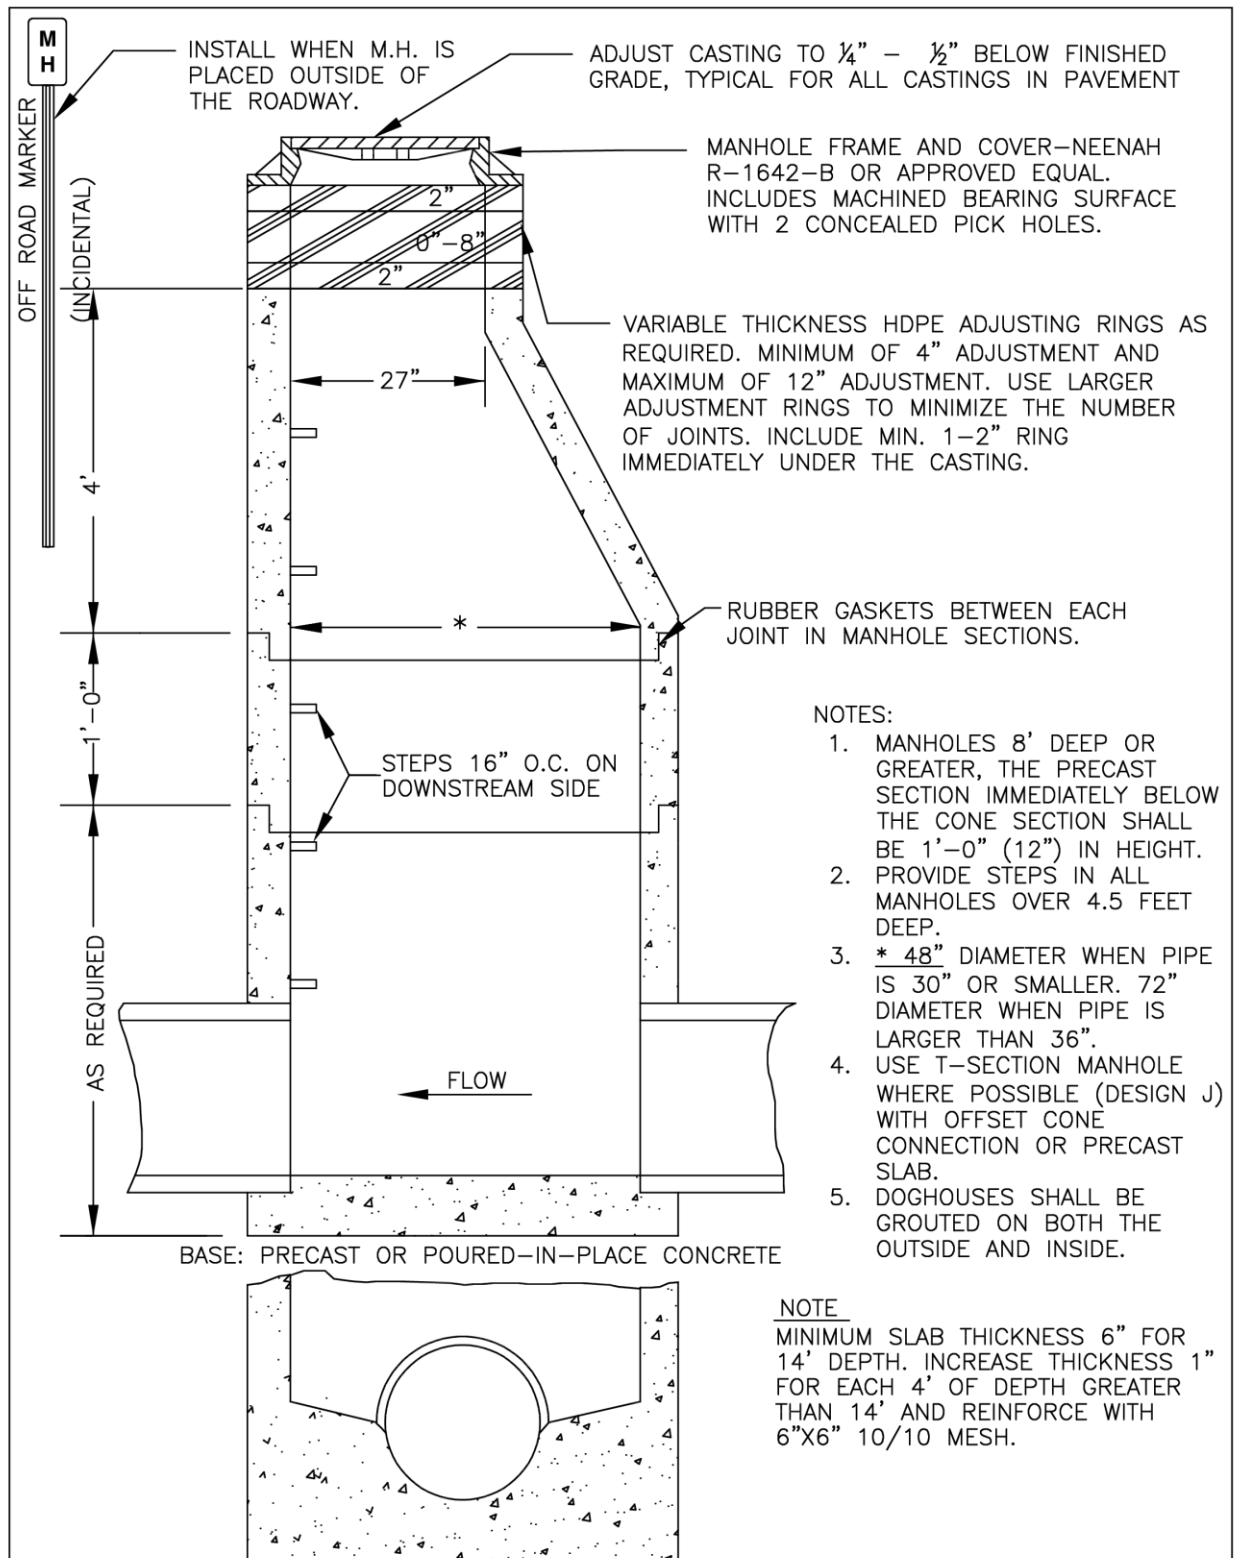 M
H
INSTALL WHEN M.H. IS
PLACED OUTSIDE OF
THE ROADWAY.
ADJUST CASTING TO ¼" – ½" BELOW FINISHED
GRADE, TYPICAL FOR ALL CASTINGS IN PAVEMENT
OFF ROAD MARKER
(INCIDENTAL)
MANHOLE FRAME AND COVER–NEENAH
R–1642–B OR APPROVED EQUAL.
INCLUDES MACHINED BEARING SURFACE
WITH 2 CONCEALED PICK HOLES.
2"
0"–8"
2"
VARIABLE THICKNESS HDPE ADJUSTING RINGS AS
REQUIRED. MINIMUM OF 4" ADJUSTMENT AND
MAXIMUM OF 12" ADJUSTMENT. USE LARGER
ADJUSTMENT RINGS TO MINIMIZE THE NUMBER
OF JOINTS. INCLUDE MIN. 1–2" RING
IMMEDIATELY UNDER THE CASTING.
27"
4'
*
RUBBER GASKETS BETWEEN EACH
JOINT IN MANHOLE SECTIONS.
1'–0"
STEPS 16" O.C. ON
DOWNSTREAM SIDE
AS REQUIRED
FLOW
NOTES:
1. MANHOLES 8' DEEP OR
GREATER, THE PRECAST
SECTION IMMEDIATELY BELOW
THE CONE SECTION SHALL
BE 1'–0" (12") IN HEIGHT.
2. PROVIDE STEPS IN ALL
MANHOLES OVER 4.5 FEET
DEEP.
3. * 48" DIAMETER WHEN PIPE
IS 30" OR SMALLER. 72"
DIAMETER WHEN PIPE IS
LARGER THAN 36".
4. USE T–SECTION MANHOLE
WHERE POSSIBLE (DESIGN J)
WITH OFFSET CONE
CONNECTION OR PRECAST
SLAB.
5. DOGHOUSES SHALL BE
GROUTED ON BOTH THE
OUTSIDE AND INSIDE.
BASE: PRECAST OR POURED–IN–PLACE CONCRETE
NOTE
MINIMUM SLAB THICKNESS 6" FOR
14' DEPTH. INCREASE THICKNESS 1"
FOR EACH 4' OF DEPTH GREATER
THAN 14' AND REINFORCE WITH
6"X6" 10/10 MESH.